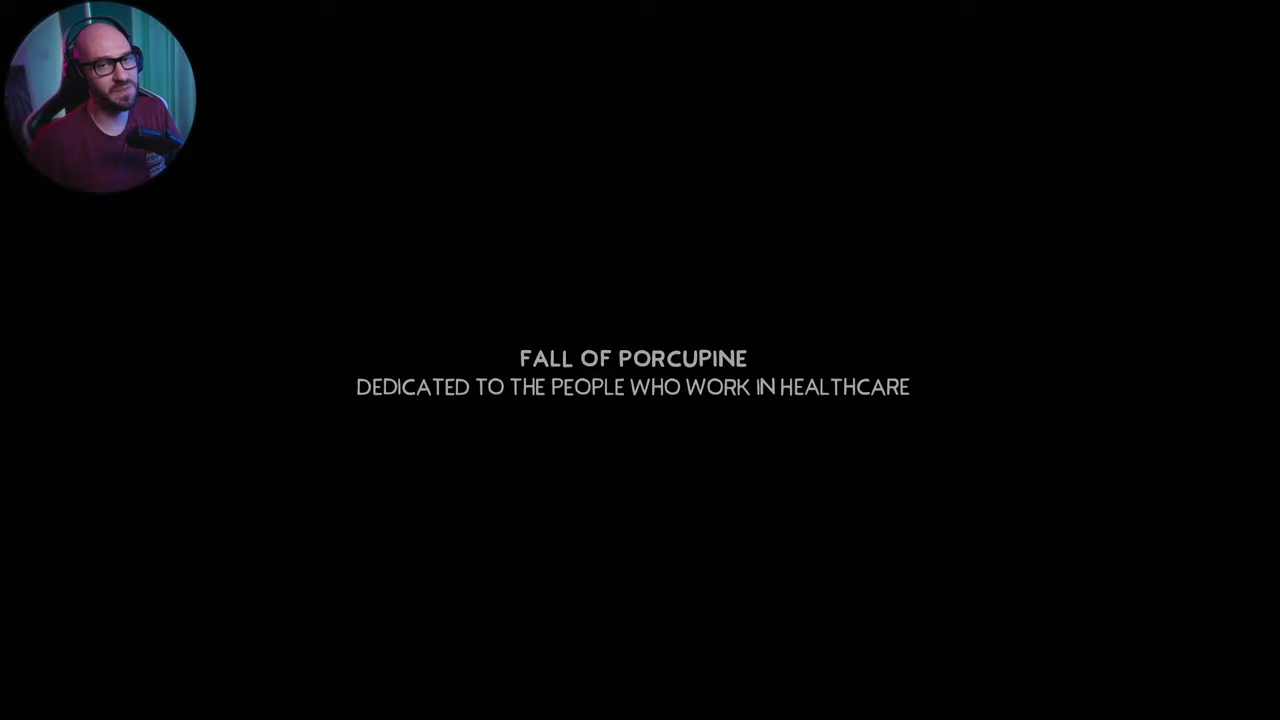 FALL OF PORCUPINE
DEDICATED TO THE PEOPLE WHO WORK IN HEALTHCARE